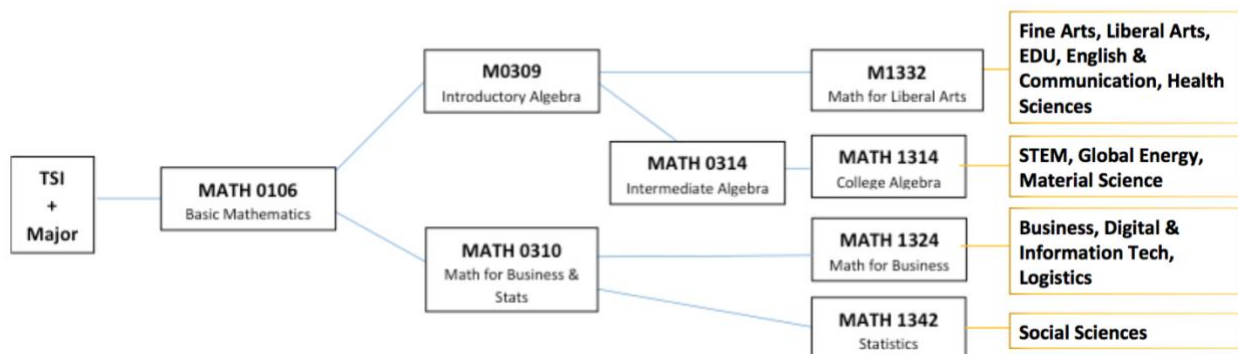 TSI
+
Major
MATH 0106
Basic Mathematics
M0309
Introductory Algebra
MATH 0310
Math for Business &
Stats
MATH 0314
Intermediate Algebra
M1332
Math for Liberal Arts
MATH 1314
College Algebra
MATH 1324
Math for Business
MATH 1342
Statistics
Fine Arts, Liberal Arts,
EDU, English &
Communication, Health
Sciences
STEM, Global Energy,
Material Science
Business, Digital &
Information Tech,
Logistics
Social Sciences